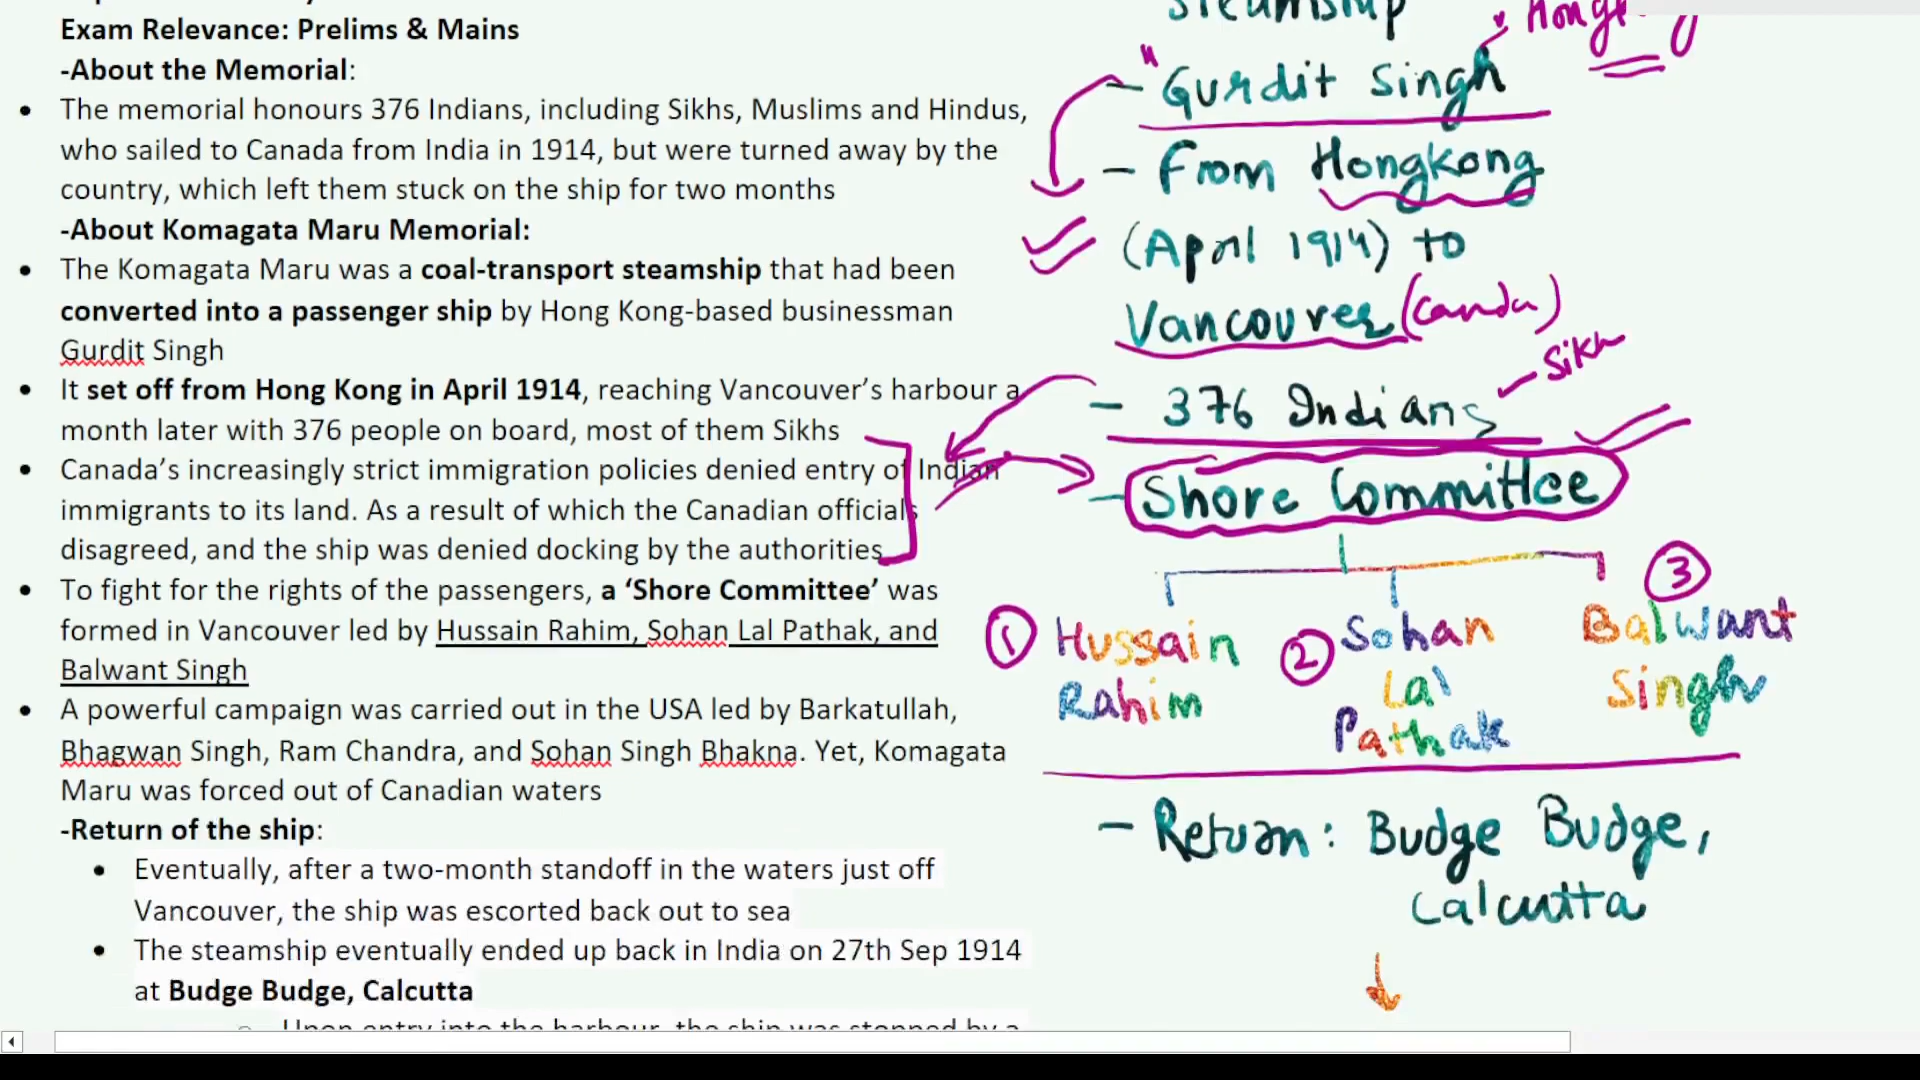 Exam Relevance: Prelims & Mains
-About the Memorial:
• The memorial honours 376 Indians, including Sikhs, Muslims and Hindus,
who sailed to Canada from India in 1914, but were turned away by the
country, which left them stuck on the ship for two months
-About Komagata Maru Memorial:
• The Komagata Maru was a coal-transport steamship that had been
converted into a passenger ship by Hong Kong-based businessman
Gurdit Singh
• It set off from Hong Kong in April 1914, reaching Vancouver’s harbour a
month later with 376 people on board, most of them Sikhs
• Canada’s increasingly strict immigration policies denied entry of Indian
immigrants to its land. As a result of which the Canadian officials
disagreed, and the ship was denied docking by the authorities
• To fight for the rights of the passengers, a ‘Shore Committee’ was
formed in Vancouver led by Hussain Rahim, Sohan Lal Pathak, and
Balwant Singh
• A powerful campaign was carried out in the USA led by Barkatullah,
Bhagwan Singh, Ram Chandra, and Sohan Singh Bhakna. Yet, Komagata
Maru was forced out of Canadian waters
-Return of the ship:
• Eventually, after a two-month standoff in the waters just off
Vancouver, the ship was escorted back out to sea
• The steamship eventually ended up back in India on 27th Sep 1914
at Budge Budge, Calcutta
Upon entry into the harbour, the ship was stopped by a
Steamship
- Gurdit Singh
- From Hongkong
(April 1914) to
Vancouver (Canda)
- 376 Indians - Sikh
- Shore Committee
1 Hussain
Rahim
2 Sohan
Lal
Pathak
3
Balwant
Singh
- Return: Budge Budge,
Calcutta